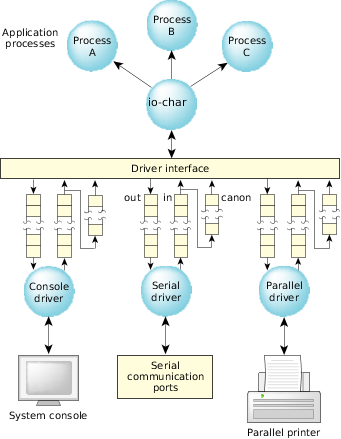 Application
processes
Process
A
Process
B
Process
C
io-char
Driver interface
out
in
canon
Console
driver
Serial
driver
Parallel
driver
System console
Serial
communication
ports
Parallel printer